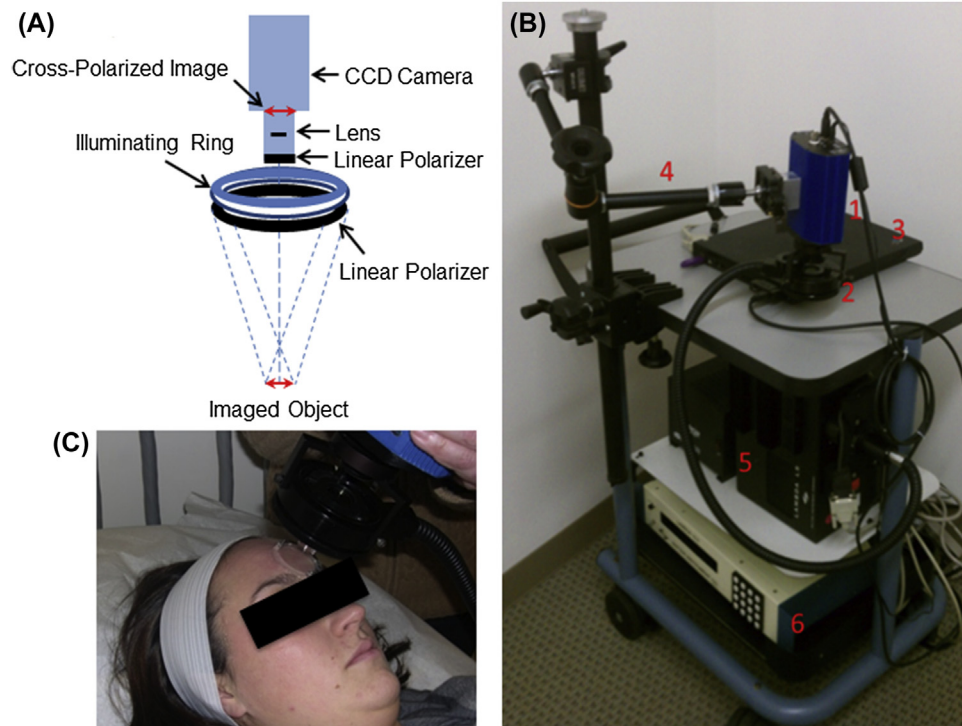 (A)
Cross-Polarized Image
CCD Camera
Illuminating Ring
Lens
Linear Polarizer
Linear Polarizer
Imaged Object
(B)
1
2
3
4
5
6
(C)